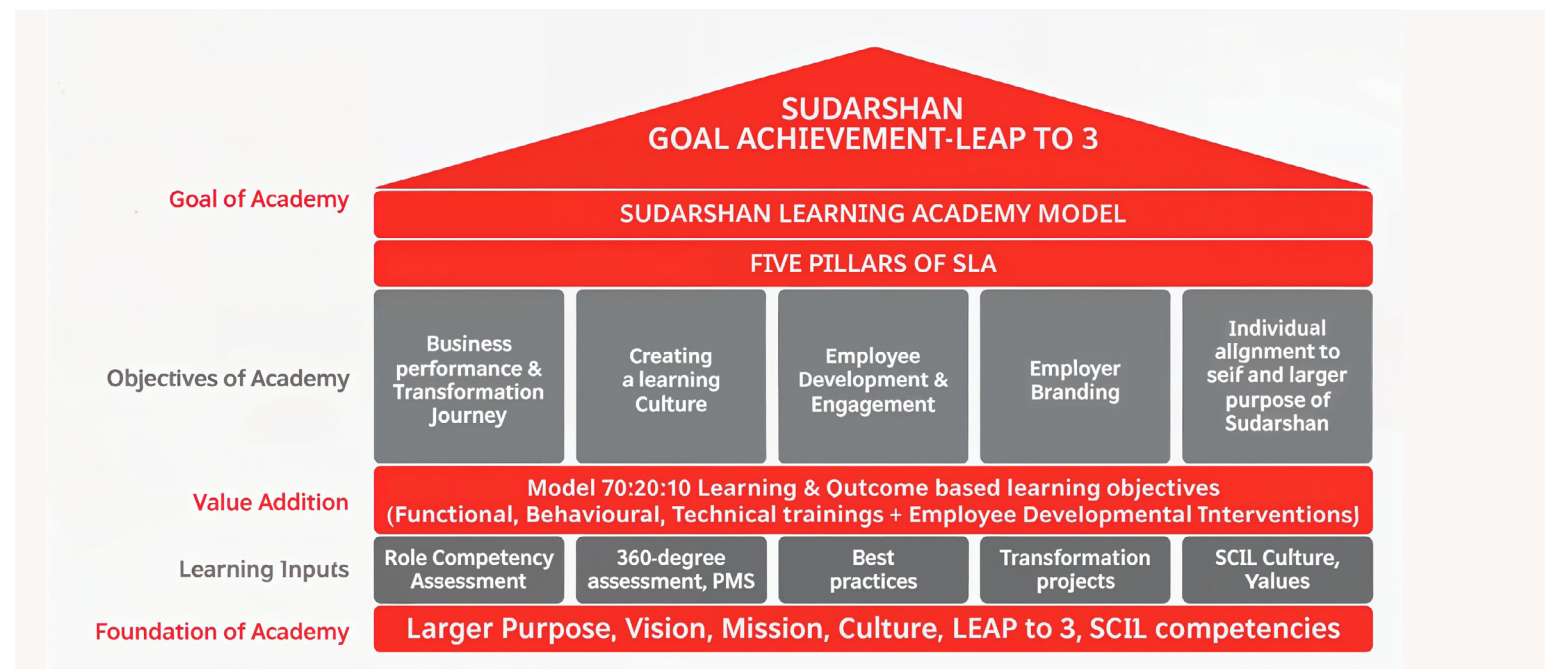 SUDARSHAN
GOAL ACHIEVEMENT-LEAP TO 3
Goal of Academy
SUDARSHAN LEARNING ACADEMY MODEL
FIVE PILLARS OF SLA
Objectives of Academy
Business
performance &
Transformation
Journey
Creating
a learning
Culture
Employee
Development &
Engagement
Employer
Branding
Individual
alignment to
seif and larger
purpose of
Sudarshan
Value Addition
Model 70:20:10 Learning & Outcome based learning objectives
(Functional, Behavioural, Technical trainings + Employee Developmental Interventions)
Learning Inputs
Role Competency
Assessment
360-degree
assessment, PMS
Best
practices
Transformation
projects
SCIL Culture,
Yalues
Foundation of Academy
Larger Purpose, Vision, Mission, Culture, LEAP to 3, SCIL competencies